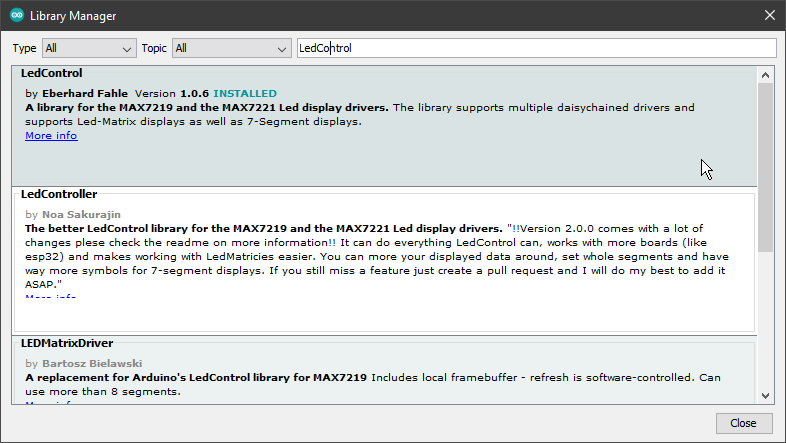 Library Manager
Type All Topic All LedControl
LedControl
by Eberhard Fahle Version 1.0.6 INSTALLED
A library for the MAX7219 and the MAX7221 Led display drivers. The library supports multiple daisychained drivers and
supports Led-Matrix displays as well as 7-Segment displays.
More info
LedController
by Noa Sakurajin
The better LedControl library for the MAX7219 and the MAX7221 Led display drivers. "!!Version 2.0.0 comes with a lot of
changes plese check the readme on more information!! It can do everything LedControl can, works with more boards (like
esp32) and makes working with LedMatricies easier. You can more your displayed data around, set whole segments and have
way more symbols for 7-segment displays. If you still miss a feature just create a pull request and I will do my best to add it
ASAP."
More info
LEDMatrixDriver
by Bartosz Bielawski
A replacement for Arduino's LedControl library for MAX7219 Includes local framebuffer - refresh is software-controlled. Can
use more than 8 segments.
More info
Close